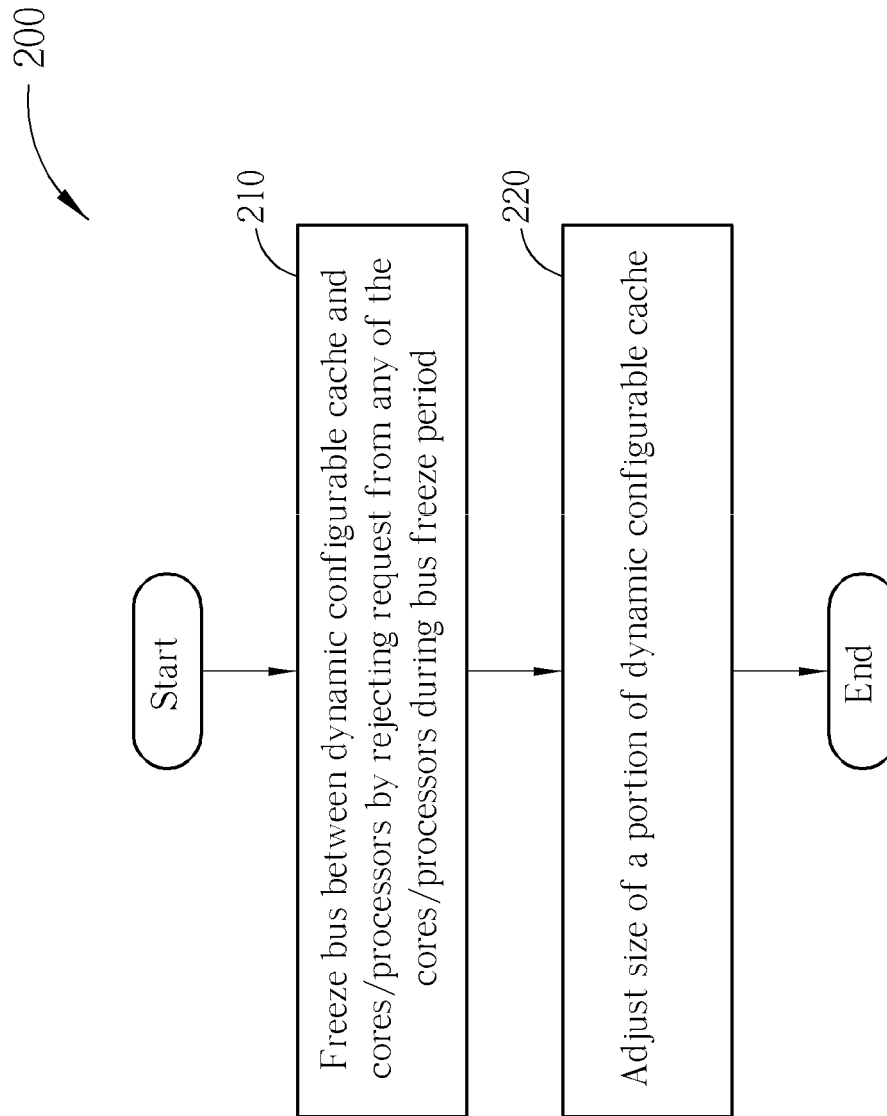 200
Start
210
Freeze bus between dynamic configurable cache and
cores/processors by rejecting request from any of the
cores/processors during bus freeze period
220
Adjust size of a portion of dynamic configurable cache
End